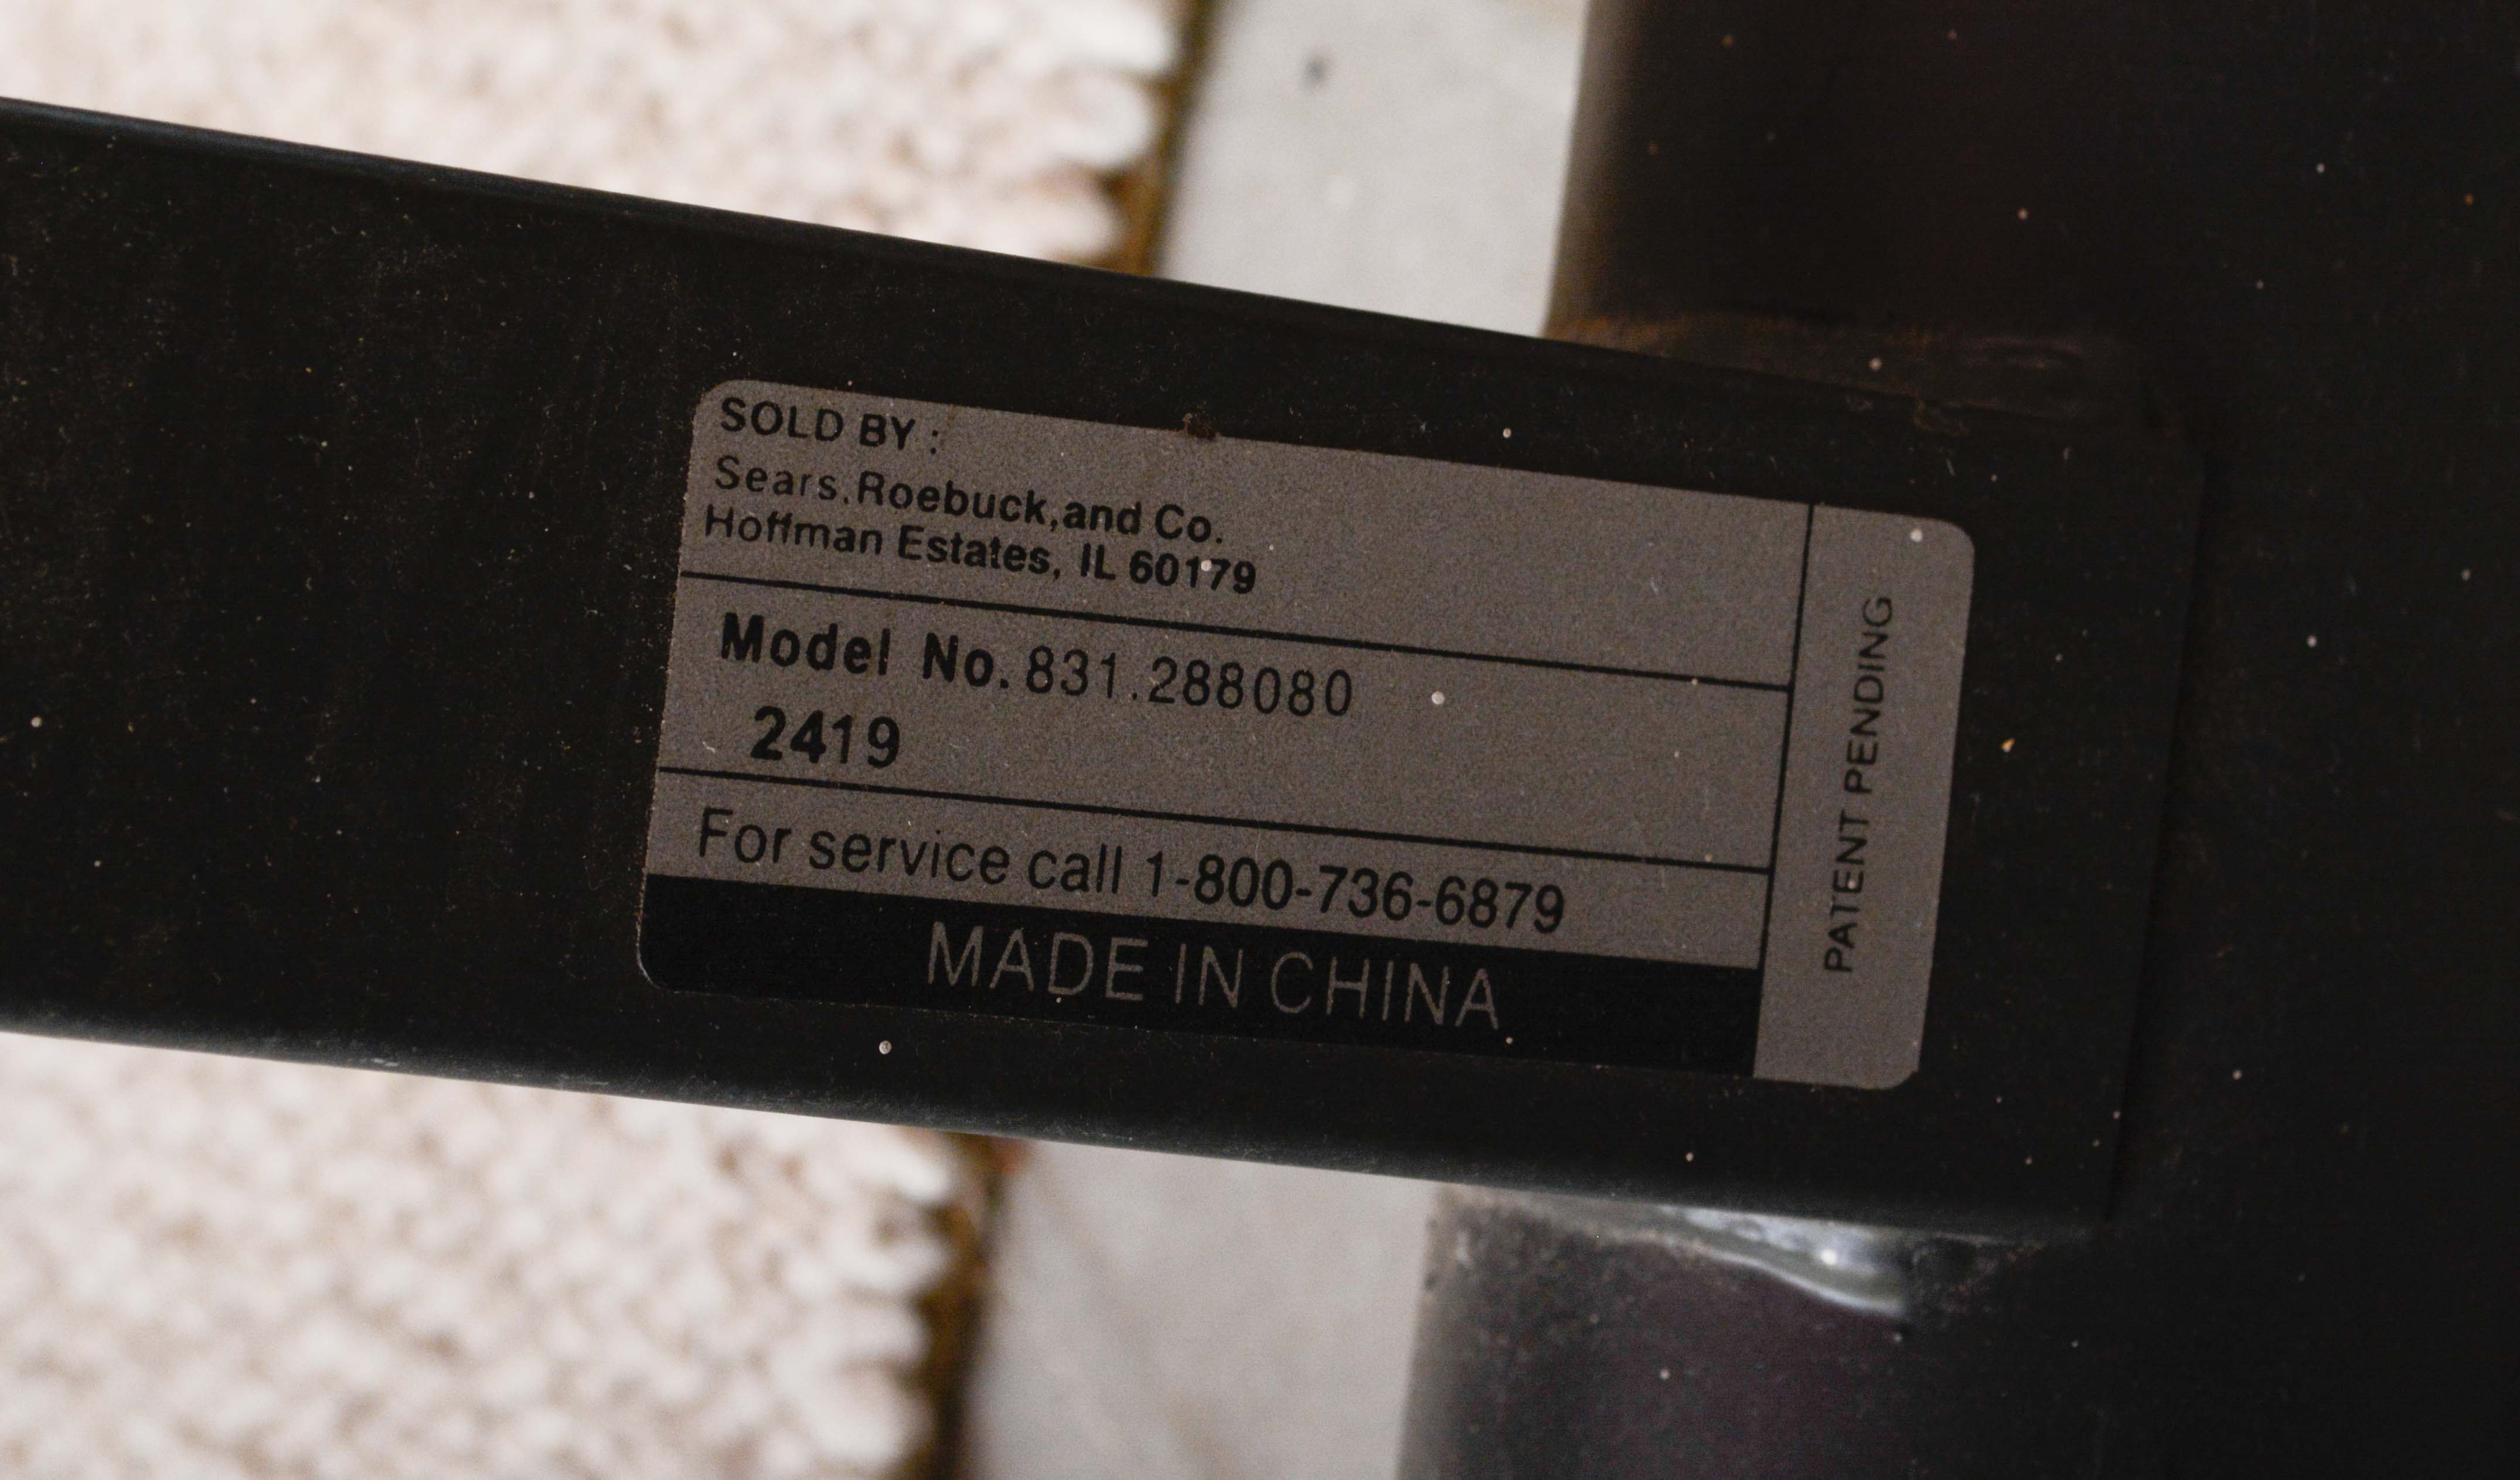 SOLD BY :
Sears.Roebuck,and Co.
Hoffman Estates, IL 60179
Model No. 831.288080
2419
For service call 1-800-736-6879
MADE IN CHINA
PATENT PENDING